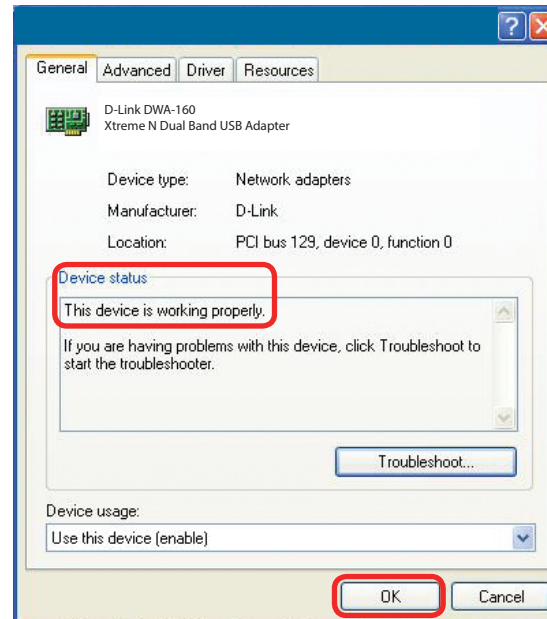 General Advanced Driver Resources
D-Link DWA-160
Xtreme N Dual Band USB Adapter
Device type: Network adapters
Manufacturer: D-Link
Location: PCI bus 129, device 0, function 0
Device status
This device is working properly.
If you are having problems with this device, click Troubleshoot to
start the troubleshooter.
Troubleshoot...
Device usage:
Use this device (enable)
OK Cancel